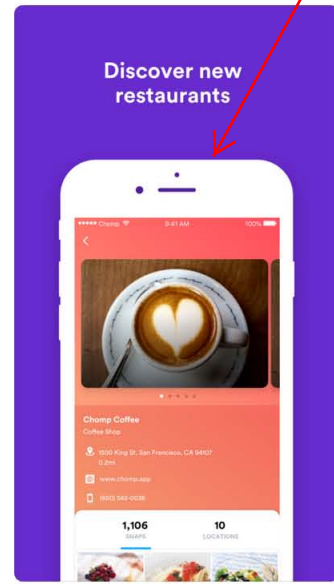 Discover new
restaurants
Chomp 9:41 AM 100%
Chomp Coffee
Coffee Shop
1550 King St, San Francisco, CA 94107
0.2mi
www.chomp.app
1,106 10
SNAPS LOCATIONS